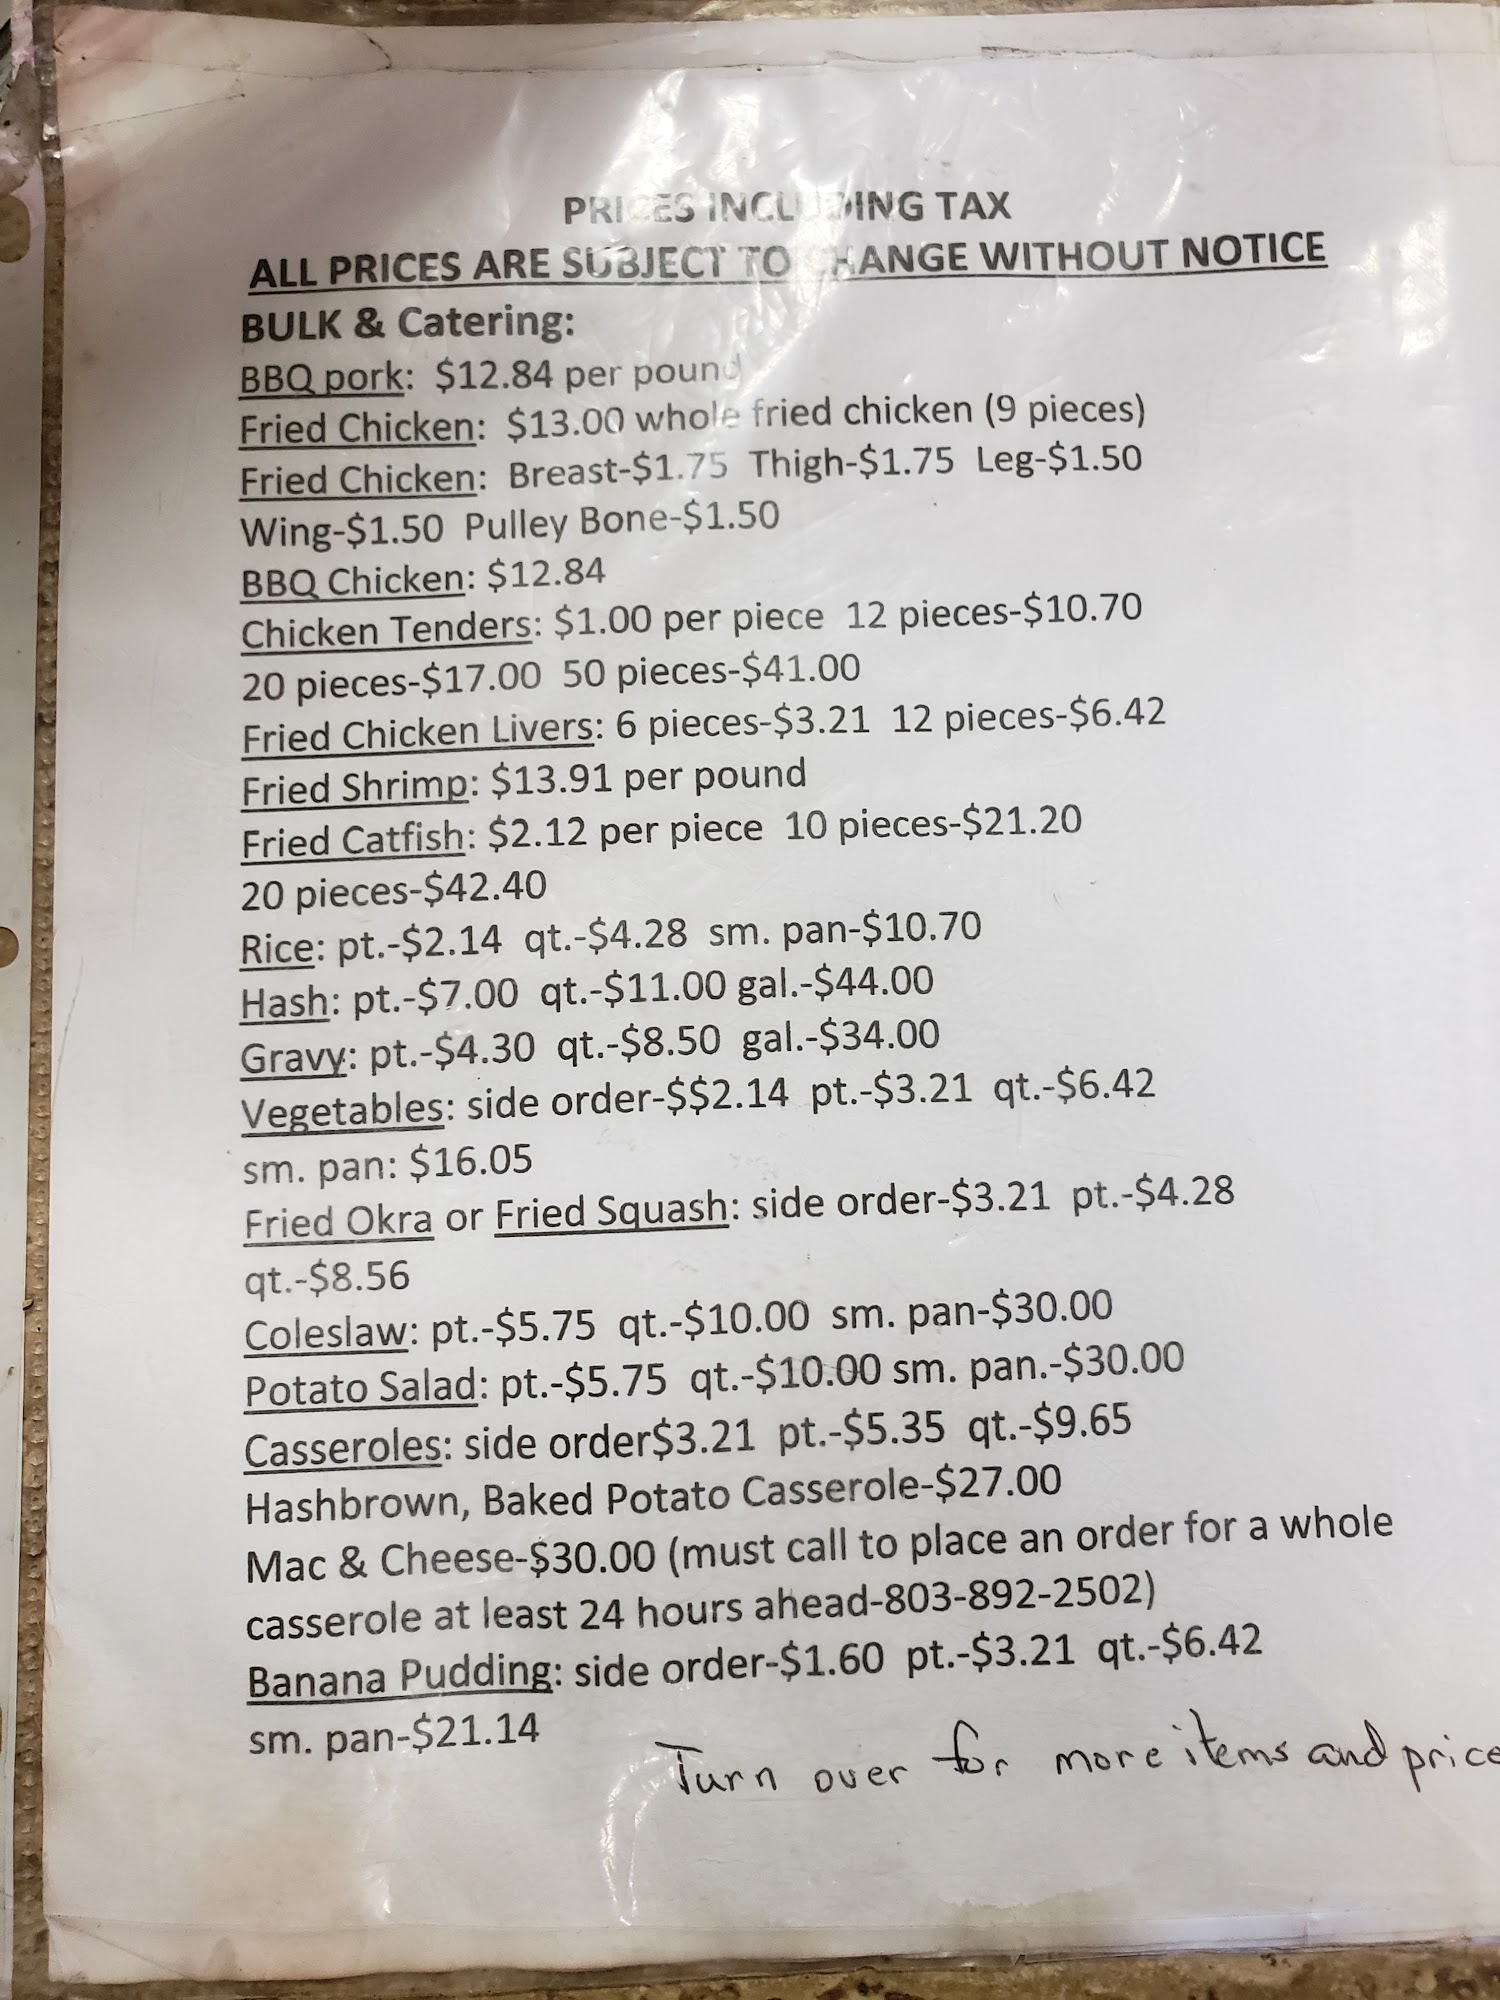 PRICES INCLUDING TAX
ALL PRICES ARE SUBJECT TO CHANGE WITHOUT NOTICE
BULK & Catering:
BBQ pork: $12.84 per pound
Fried Chicken: $13.00 whole fried chicken (9 pieces)
Fried Chicken: Breast-$1.75 Thigh-$1.75 Leg-$1.50
Wing-$1.50 Pulley Bone-$1.50
BBQ Chicken: $12.84
Chicken Tenders: $1.00 per piece 12 pieces-$10.70
20 pieces-$17.00 50 pieces-$41.00
Fried Chicken Livers: 6 pieces-$3.21 12 pieces-$6.42
Fried Shrimp: $13.91 per pound
Fried Catfish: $2.12 per piece 10 pieces-$21.20
20 pieces-$42.40
Rice: pt.-$2.14 qt.-$4.28 sm. pan-$10.70
Hash: pt.-$7.00 qt.-$11.00 gal.-$44.00
Gravy: pt.-$4.30 qt.-$8.50 gal.-$34.00
Vegetables: side order-$$2.14 pt.-$3.21 qt.-$6.42
sm. pan: $16.05
Fried Okra or Fried Squash: side order-$3.21 pt.-$4.28
qt.-$8.56
Coleslaw: pt.-$5.75 qt.-$10.00 sm. pan-$30.00
Potato Salad: pt.-$5.75 qt.-$10.00 sm. pan.-$30.00
Casseroles: side order$3.21 pt.-$5.35 qt.-$9.65
Hashbrown, Baked Potato Casserole-$27.00
Mac & Cheese-$30.00 (must call to place an order for a whole
casserole at least 24 hours ahead-803-892-2502)
Banana Pudding: side order-$1.60 pt.-$3.21 qt.-$6.42
sm. pan-$21.14
Turn over for more items and price